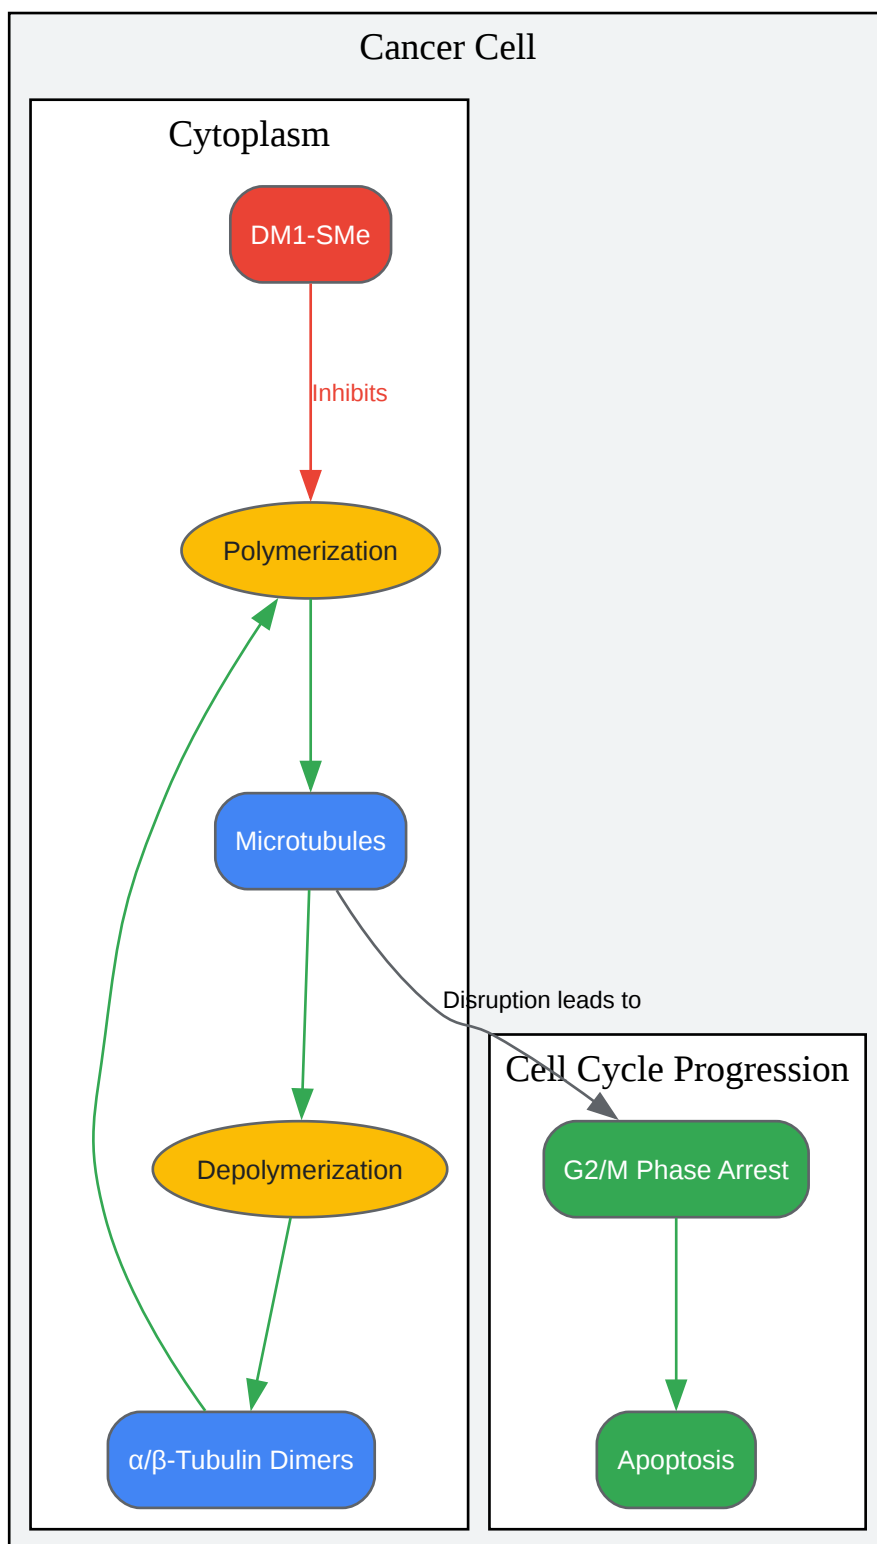 Cancer Cell
Cytoplasm
DM1-SMe
Inhibits
Polymerization
Microtubules
Disruption leads to
Cell Cycle Progression
Depolymerization
G2/M Phase Arrest
α/β-Tubulin Dimers
Apoptosis